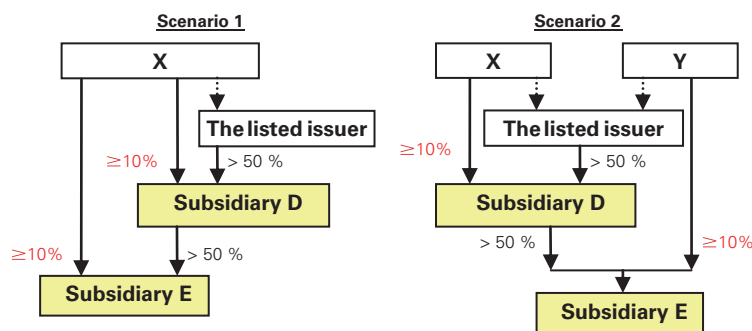 Scenario 1
X
The listed issuer
≥10%
> 50 %
Subsidiary D
≥10%
> 50 %
Subsidiary E
Scenario 2
X
Y
The listed issuer
≥10%
> 50 %
Subsidiary D
> 50 %
≥10%
Subsidiary E